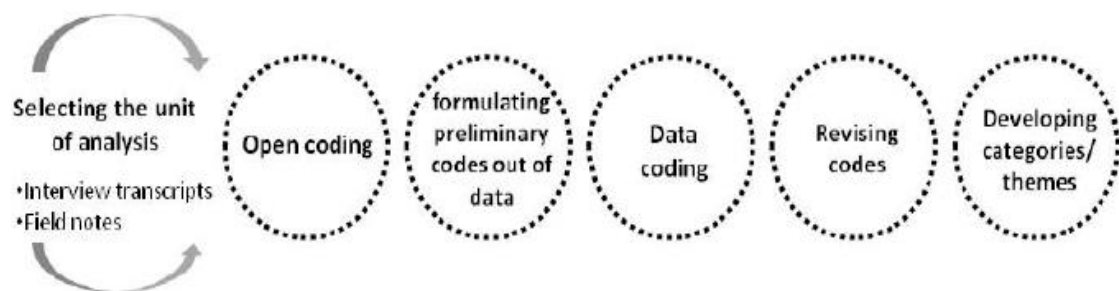 Selecting the unit
of analysis
•Interview transcripts
•Field notes
Open coding
formulating
preliminary
codes out of
data
Data
coding
Revising
codes
Developing
categories/
themes